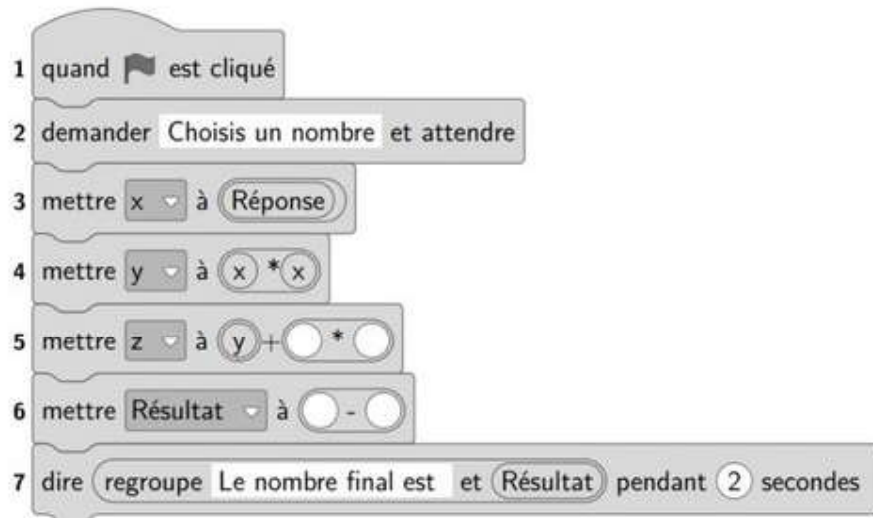 1 quand est cliqué
2 demander Choisis un nombre et attendre
3 mettre x à Réponse
4 mettre y à x * x
5 mettre z à y + *
6 mettre Résultat à -
7 dire regroupe Le nombre final est et Résultat pendant 2 secondes